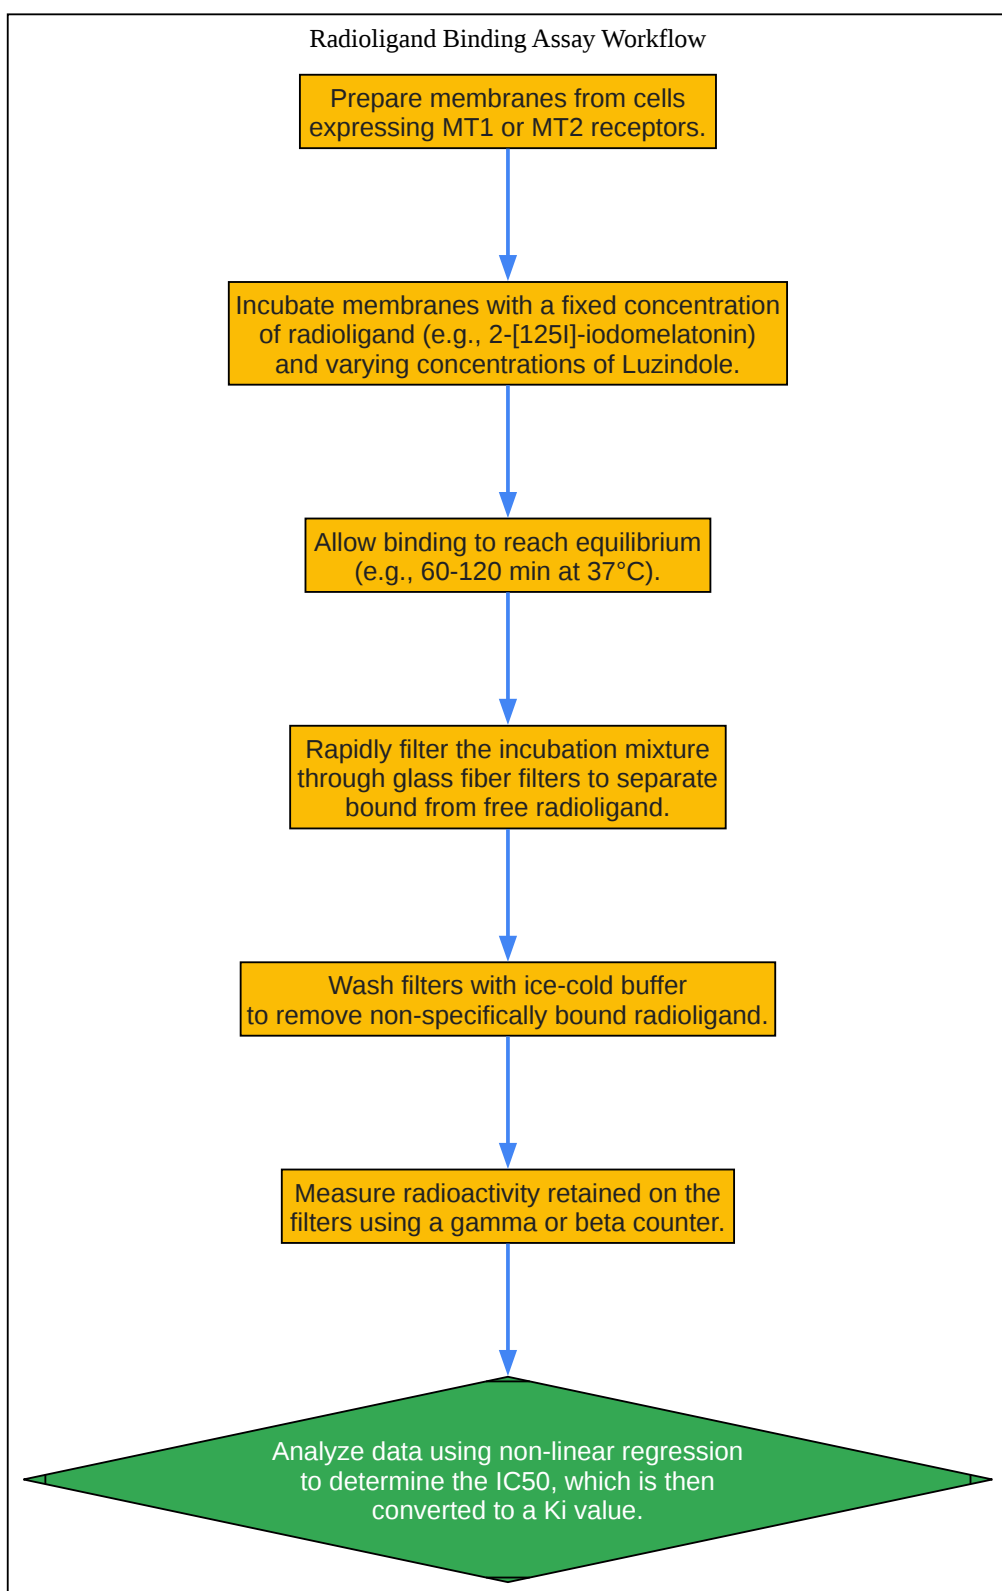 Radioligand Binding Assay Workflow
Prepare membranes from cells
expressing MT1 or MT2 receptors.
Incubate membranes with a fixed concentration
of radioligand (e.g., 2-[125I]-iodomelatonin)
and varying concentrations of Luzindole.
Allow binding to reach equilibrium
(e.g., 60-120 min at 37°C).
Rapidly filter the incubation mixture
through glass fiber filters to separate
bound from free radioligand.
Wash filters with ice-cold buffer
to remove non-specifically bound radioligand.
Measure radioactivity retained on the
filters using a gamma or beta counter.
Analyze data using non-linear regression
to determine the IC50, which is then
converted to a Ki value.